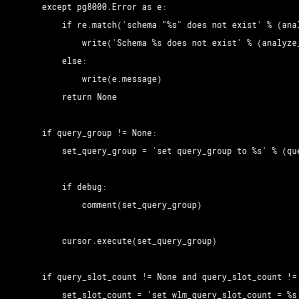 except pg8000.Error as e:
if re.match('schema "%s" does not exist' % (anal
write('Schema %s does not exist' % (analyze_
else:
write(e.message)
return None
if query_group != None:
set_query_group = 'set query_group to %s' % (que
if debug:
comment(set_query_group)
cursor.execute(set_query_group)
if query_slot_count != None and query_slot_count !=
set_slot_count = 'set wlm_query_slot_count = %s